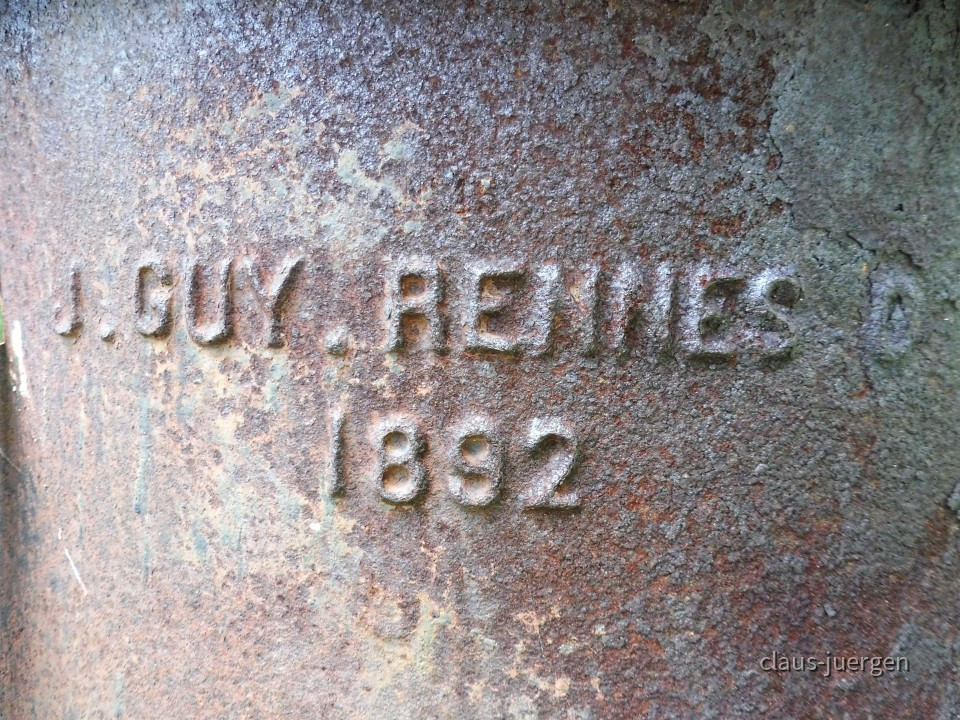 J. GUY. RENNES
1892
claus-juergen